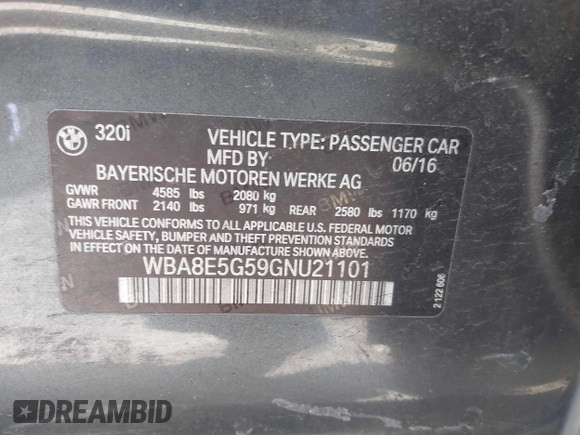 320i VEHICLE TYPE: PASSENGER CAR
MFD BY 06/16
BAYERISCHE MOTOREN WERKE AG
GVWR 4585 lbs 2080 kg
GAWR FRONT 2140 lbs 971 kg REAR 2580 lbs 1170 kg
THIS VEHICLE CONFORMS TO ALL APPLICABLE U.S. FEDERAL MOTOR
VEHICLE SAFETY, BUMPER, AND THEFT PREVENTION STANDARDS
IN EFFECT ON THE DATE OF MANUFACTURE SHOWN ABOVE.
WBA8E5G59GNU21101
2 122 606
DREAMBID